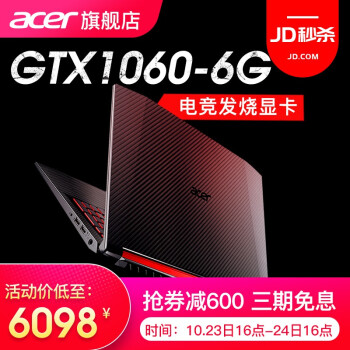 acer 旗舰店
JD秒杀
JD.COM
GTX1060-6G
电竞发烧显卡
acer
活动价低至:
6098¥
抢券减600 三期免息
时间:10.23日16点-24日16点